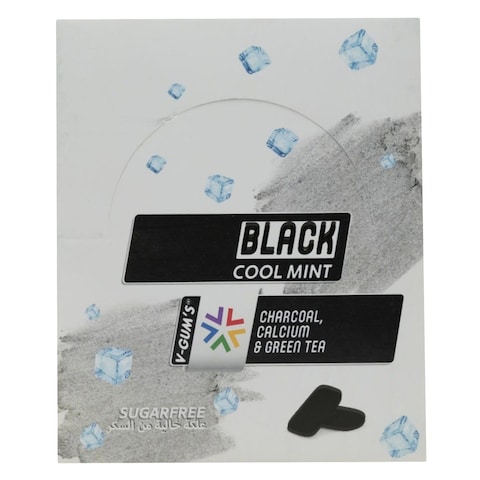 BLACK
COOL MINT
V-GUM'S®
CHARCOAL,
CALCIUM
& GREEN TEA
SUGARFREE
علكة خالية من السكر